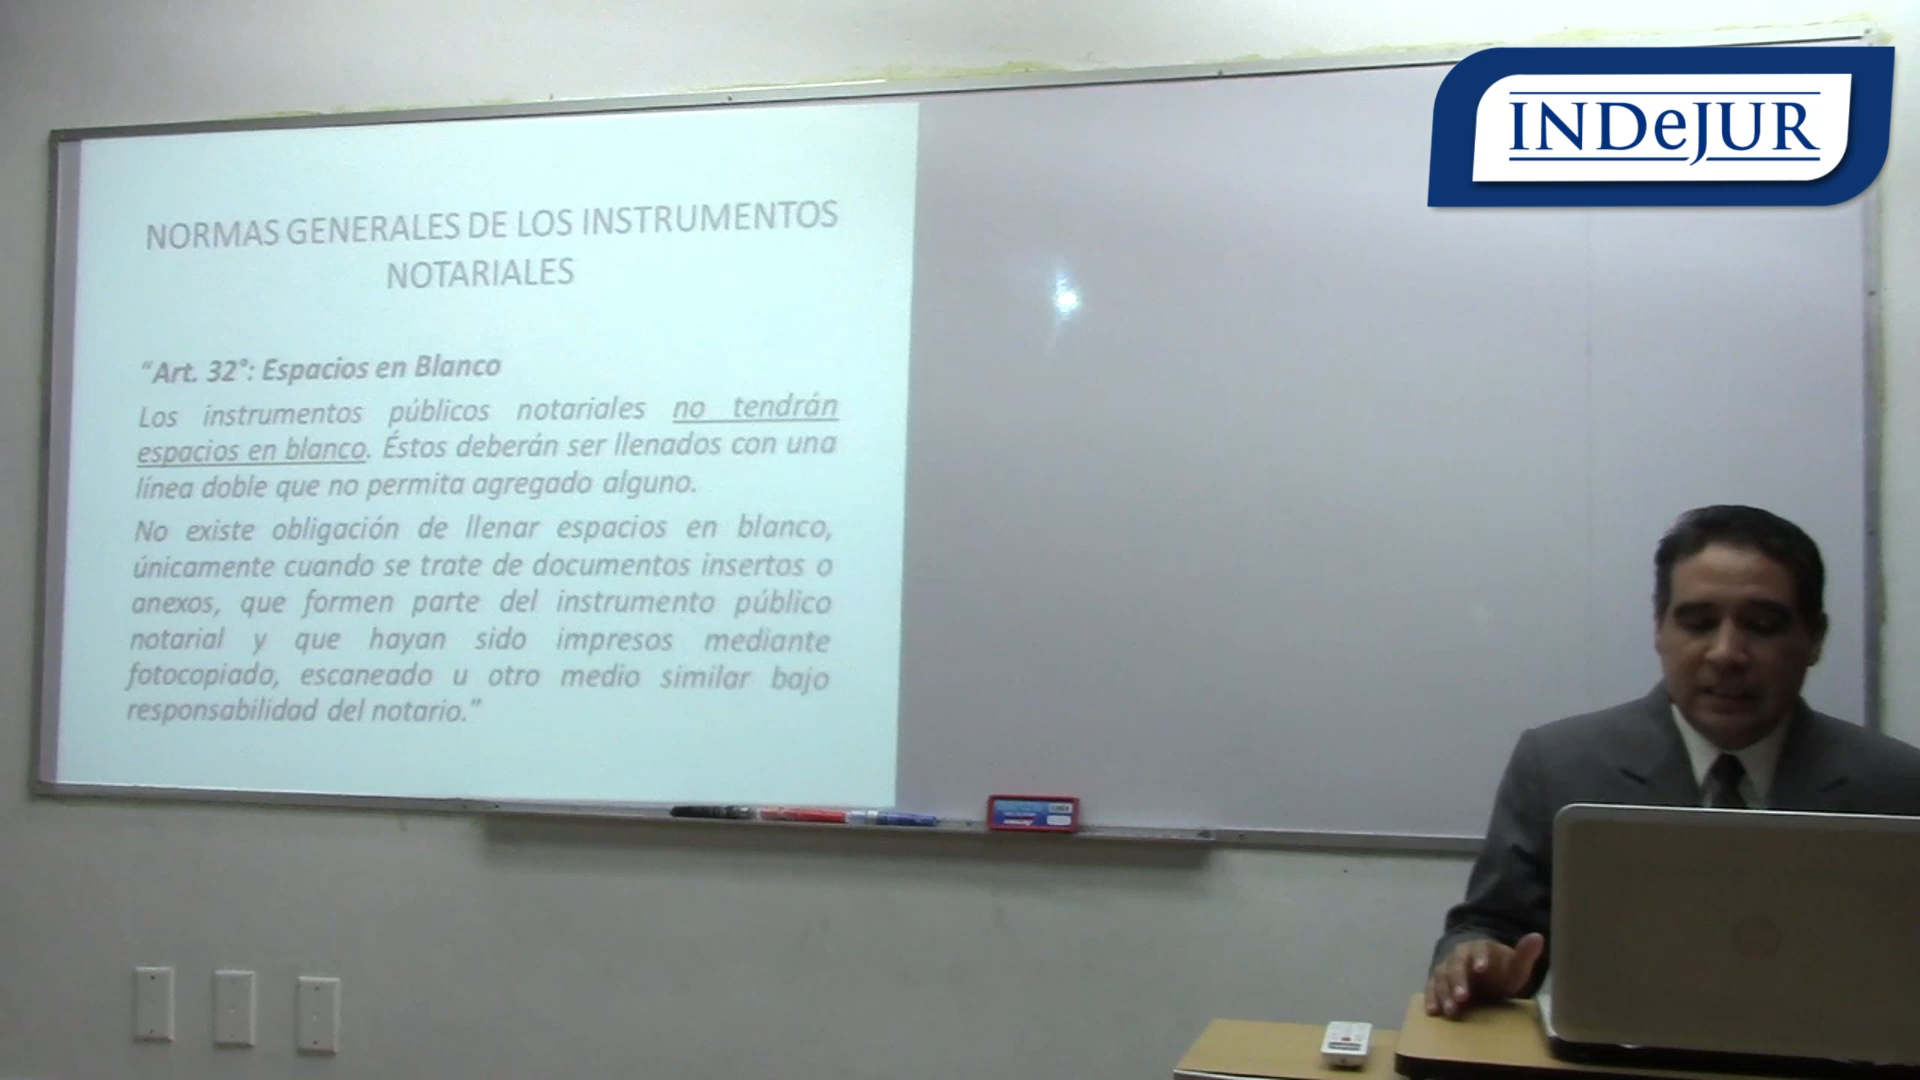 INDeJUR
NORMAS GENERALES DE LOS INSTRUMENTOS
NOTARIALES
“Art. 32°: Espacios en Blanco
Los instrumentos públicos notariales no tendrán
espacios en blanco. Éstos deberán ser llenados con una
línea doble que no permita agregado alguno.
No existe obligación de llenar espacios en blanco,
únicamente cuando se trate de documentos insertos o
anexos, que formen parte del instrumento público
notarial y que hayan sido impresos mediante
fotocopiado, escaneado u otro medio similar bajo
responsabilidad del notario.”